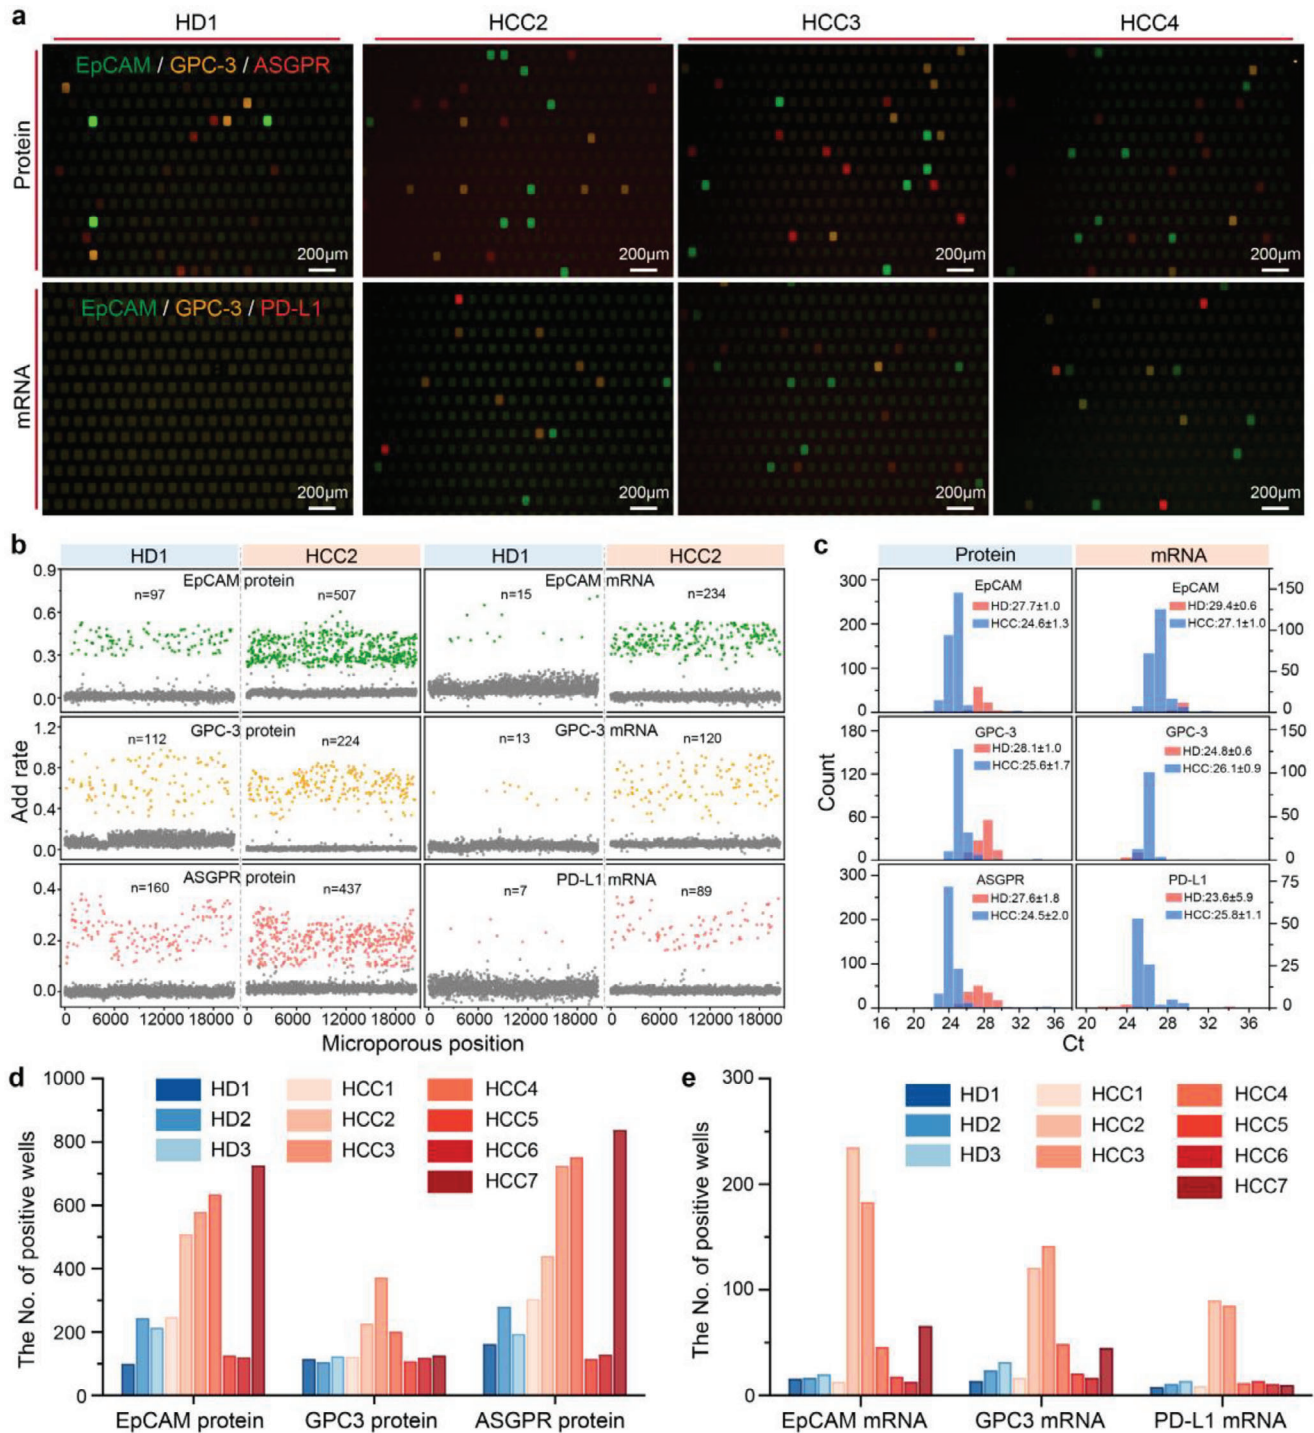 a
HD1 HCC2 HCC3 HCC4
Protein
EpCAM / GPC-3 / ASGPR
200μm 200μm 200μm 200μm
mRNA
EpCAM / GPC-3 / PD-L1
200μm 200μm 200μm 200μm
b
HD1 HCC2 HD1 HCC2
Add rate
0.9
0.6
0.3
0.0
EpCAM protein
n=97 n=507
EpCAM mRNA
n=15 n=234
1.2
0.8
0.4
0.0
GPC-3 protein
n=112 n=224
GPC-3 mRNA
n=13 n=120
0.4
0.2
0.0
ASGPR protein
n=160 n=437
PD-L1 mRNA
n=7 n=89
0 6000 12000 18000 0 6000 12000 18000 0 6000 12000 18000 0 6000 12000 18000
Microporous position
c
Protein mRNA
Count
300
200
100
0
EpCAM
HD:27.7±1.0
HCC:24.6±1.3
EpCAM
HD:29.4±0.6
HCC:27.1±1.0
150
100
50
0
180
120
60
0
GPC-3
HD:28.1±1.0
HCC:25.6±1.7
GPC-3
HD:24.8±0.6
HCC:26.1±0.9
150
100
50
0
300
200
100
0
ASGPR
HD:27.6±1.8
HCC:24.5±2.0
PD-L1
HD:23.6±5.9
HCC:25.8±1.1
75
50
25
0
16 20 24 28 32 36 20 24 28 32 36
Ct
d
The No. of positive wells
1000
800
600
400
200
0
HD1 HCC1 HCC4
HD2 HCC2 HCC5
HD3 HCC3 HCC6
HCC7
EpCAM protein GPC3 protein ASGPR protein
e
The No. of positive wells
300
200
100
0
HD1 HCC1 HCC4
HD2 HCC2 HCC5
HD3 HCC3 HCC6
HCC7
EpCAM mRNA GPC3 mRNA PD-L1 mRNA